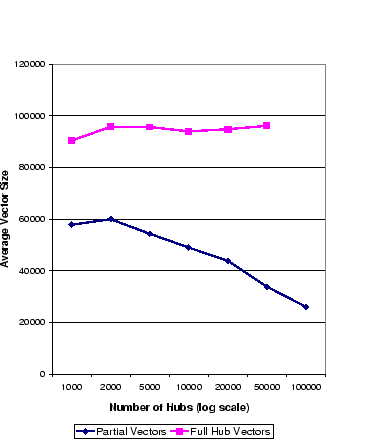 120000
100000
80000
60000
40000
20000
0
Average Vector Size
1000 2000 5000 10000 20000 50000 100000
Number of Hubs (log scale)
Partial Vectors Full Hub Vectors